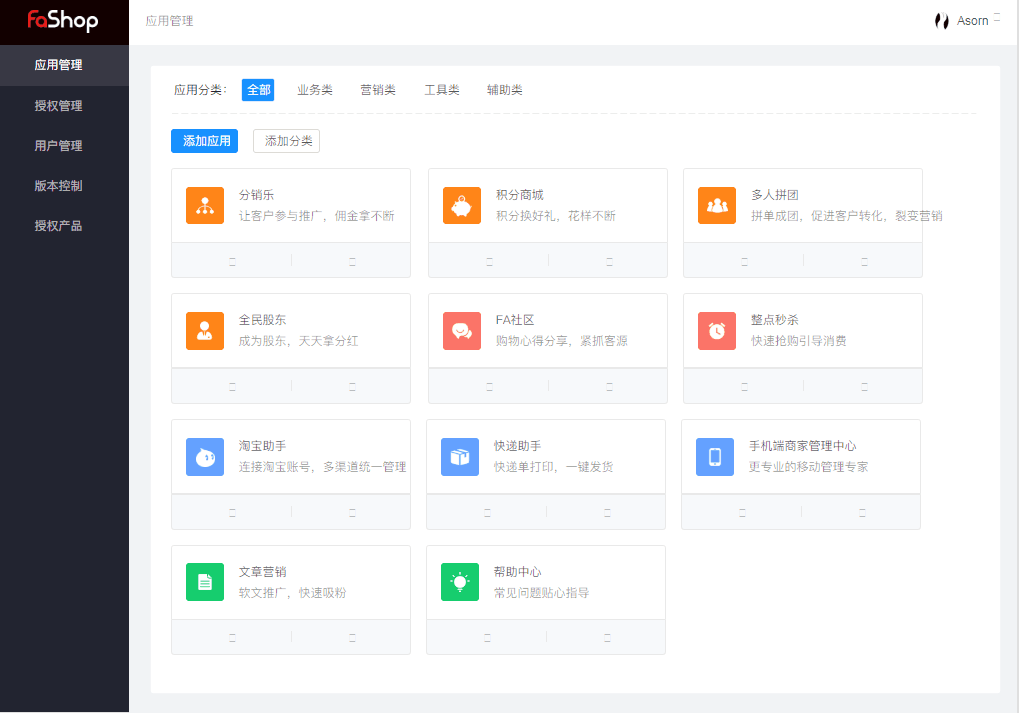 FaShop
应用管理
Asorn
应用管理
授权管理
用户管理
版本控制
授权产品
应用分类： 全部 业务类 营销类 工具类 辅助类
添加应用 添加分类
分销乐
让客户参与推广，佣金拿不断
积分商城
积分换好礼，花样不断
多人拼团
拼单成团，促进客户转化，裂变营销
全民股东
成为股东，天天拿分红
FA社区
购物心得分享，紧抓客源
整点秒杀
快速抢购引导消费
淘宝助手
连接淘宝账号，多渠道统一管理
快递助手
快递单打印，一键发货
手机端商家管理中心
更专业的移动管理专家
文章营销
软文推广，快速吸粉
帮助中心
常见问题贴心指导